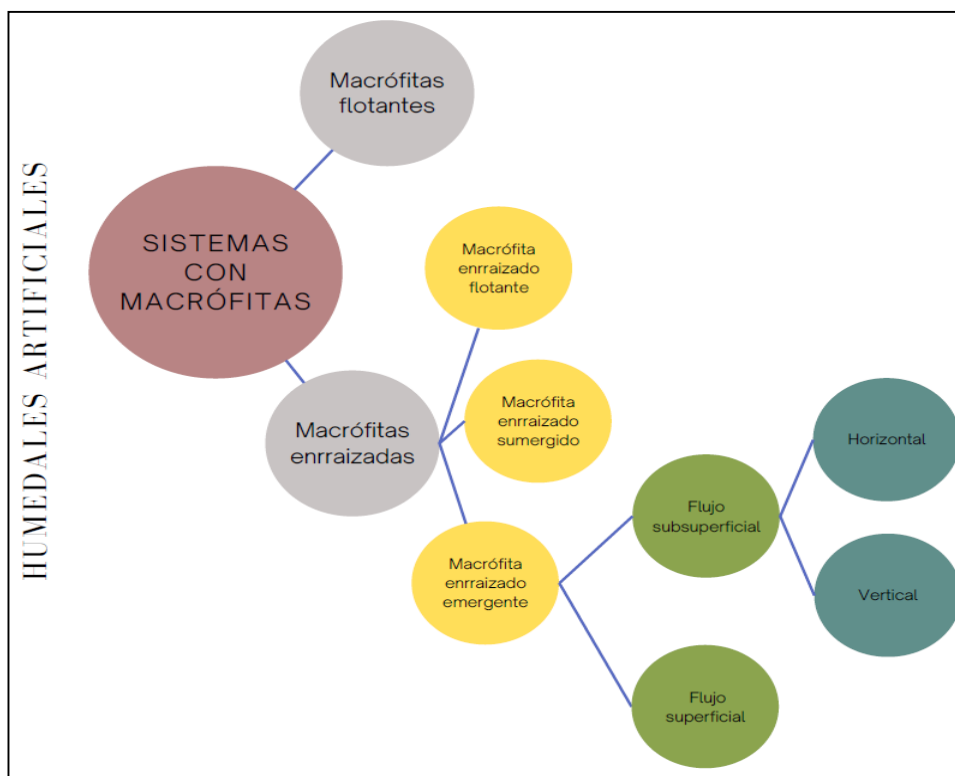 HUMEDALES ARTIFICIALES
Macrófitas
flotantes
SISTEMAS
CON
MACRÓFITAS
Macrófita
enrraizado
flotante
Macrófitas
enrraizadas
Macrófita
enrraizado
sumergido
Macrófita
enrraizado
emergente
Flujo
subsuperficial
Flujo
superficial
Horizontal
Vertical